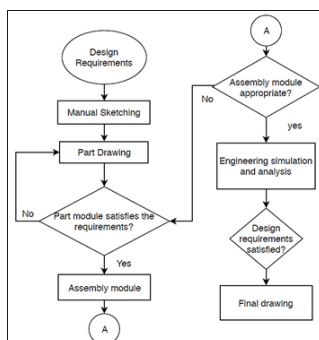 Design
Requirements
Manual Sketching
Part Drawing
Part module satisfies the
requirements?
No
Yes
Assembly module
A
A
Assembly module
appropriate?
No
yes
Engineering simulation
and analysis
Design
requirements
satisfied?
Final drawing